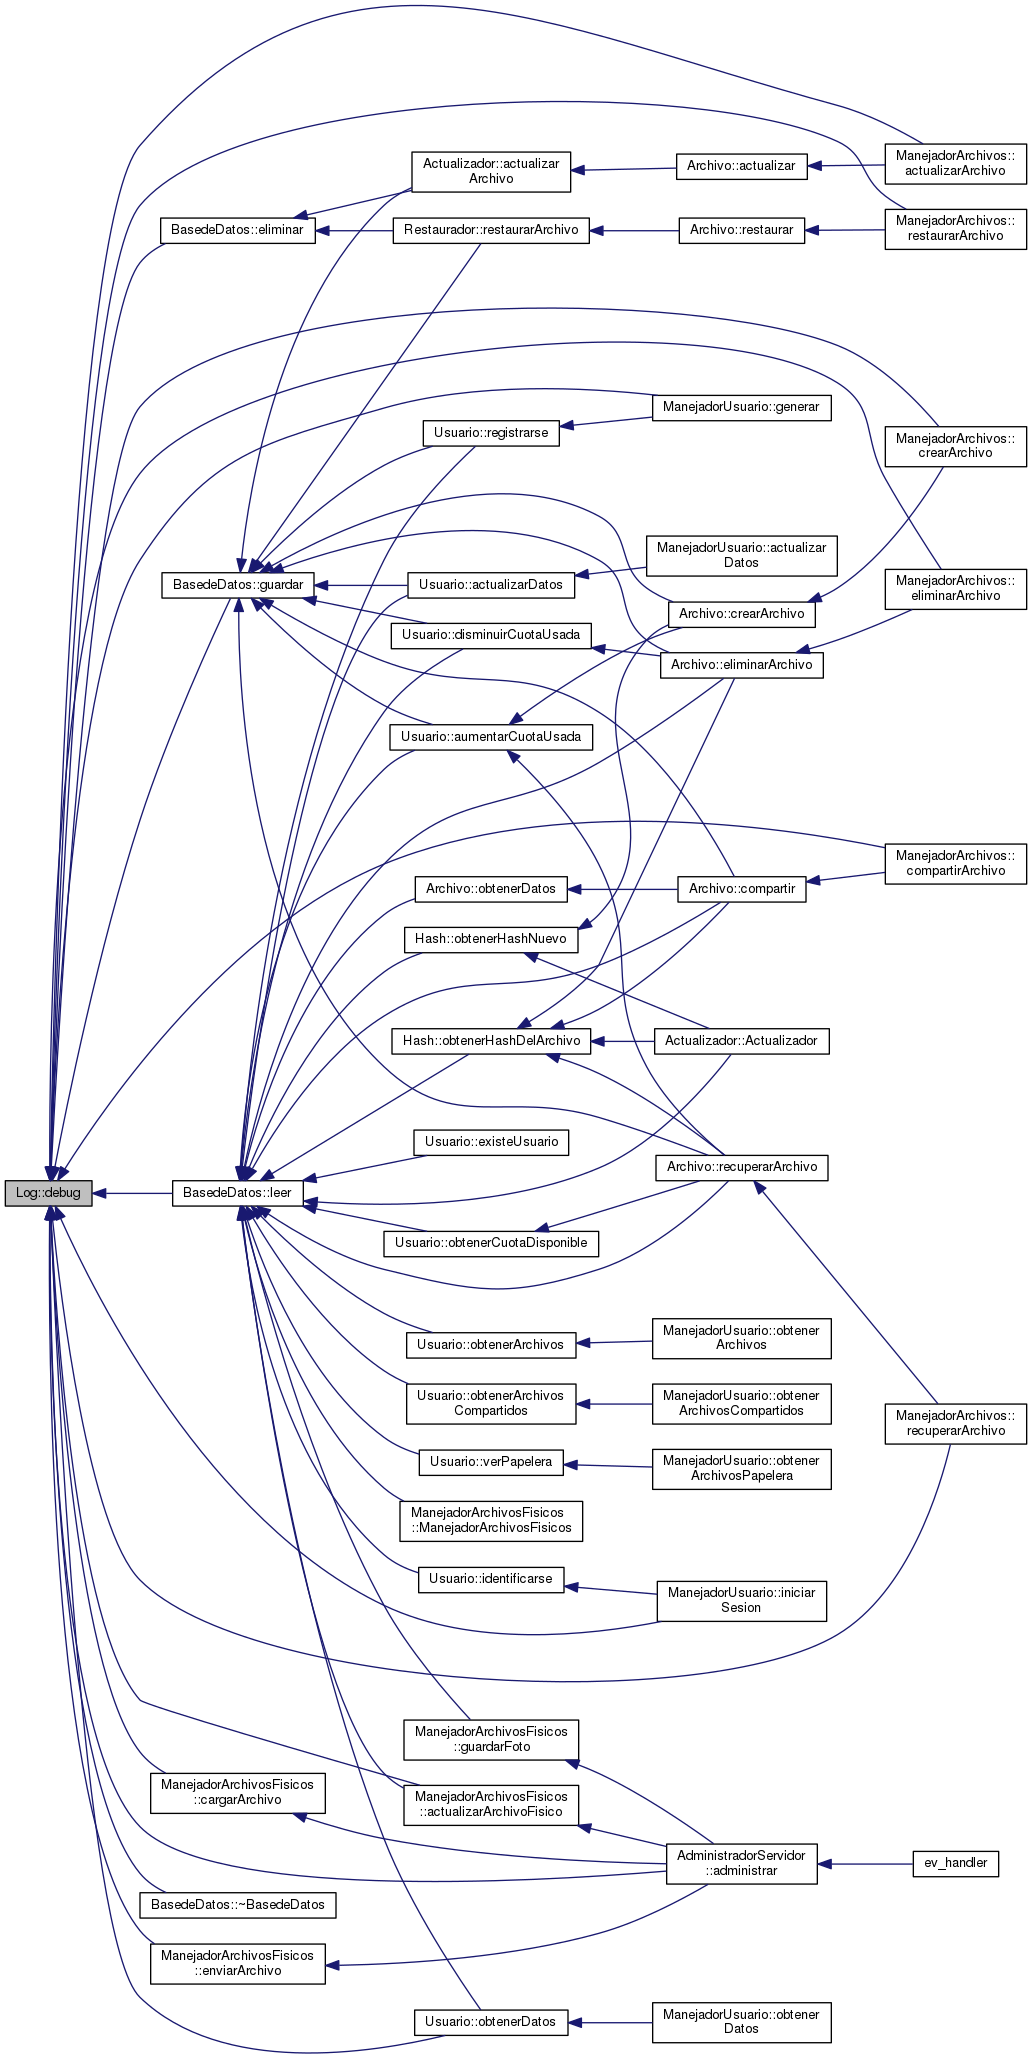 ManejadorArchivos::
actualizarArchivo
Actualizador::actualizar
Archivo
Archivo::actualizar
BasedeDatos::eliminar
Restaurador::restaurarArchivo
Archivo::restaurar
ManejadorArchivos::
restaurarArchivo
ManejadorUsuario::generar
Usuario::registrarse
ManejadorArchivos::
crearArchivo
ManejadorUsuario::actualizar
Datos
BasedeDatos::guardar
Usuario::actualizarDatos
ManejadorArchivos::
eliminarArchivo
Archivo::crearArchivo
Usuario::disminuirCuotaUsada
Archivo::eliminarArchivo
Usuario::aumentarCuotaUsada
ManejadorArchivos::
compartirArchivo
Archivo::obtenerDatos
Archivo::compartir
Hash::obtenerHashNuevo
Hash::obtenerHashDelArchivo
Actualizador::Actualizador
Usuario::existeUsuario
Archivo::recuperarArchivo
Log::debug
BasedeDatos::leer
Usuario::obtenerCuotaDisponible
Usuario::obtenerArchivos
ManejadorUsuario::obtener
Archivos
Usuario::obtenerArchivos
Compartidos
ManejadorUsuario::obtener
ArchivosCompartidos
ManejadorArchivos::
recuperarArchivo
Usuario::verPapelera
ManejadorUsuario::obtener
ArchivosPapelera
ManejadorArchivosFisicos
::ManejadorArchivosFisicos
Usuario::identificarse
ManejadorUsuario::iniciar
Sesion
ManejadorArchivosFisicos
::guardarFoto
ManejadorArchivosFisicos
::cargarArchivo
ManejadorArchivosFisicos
::actualizarArchivoFisico
AdministradorServidor
::administrar
ev_handler
BasedeDatos::~BasedeDatos
ManejadorArchivosFisicos
::enviarArchivo
Usuario::obtenerDatos
ManejadorUsuario::obtener
Datos